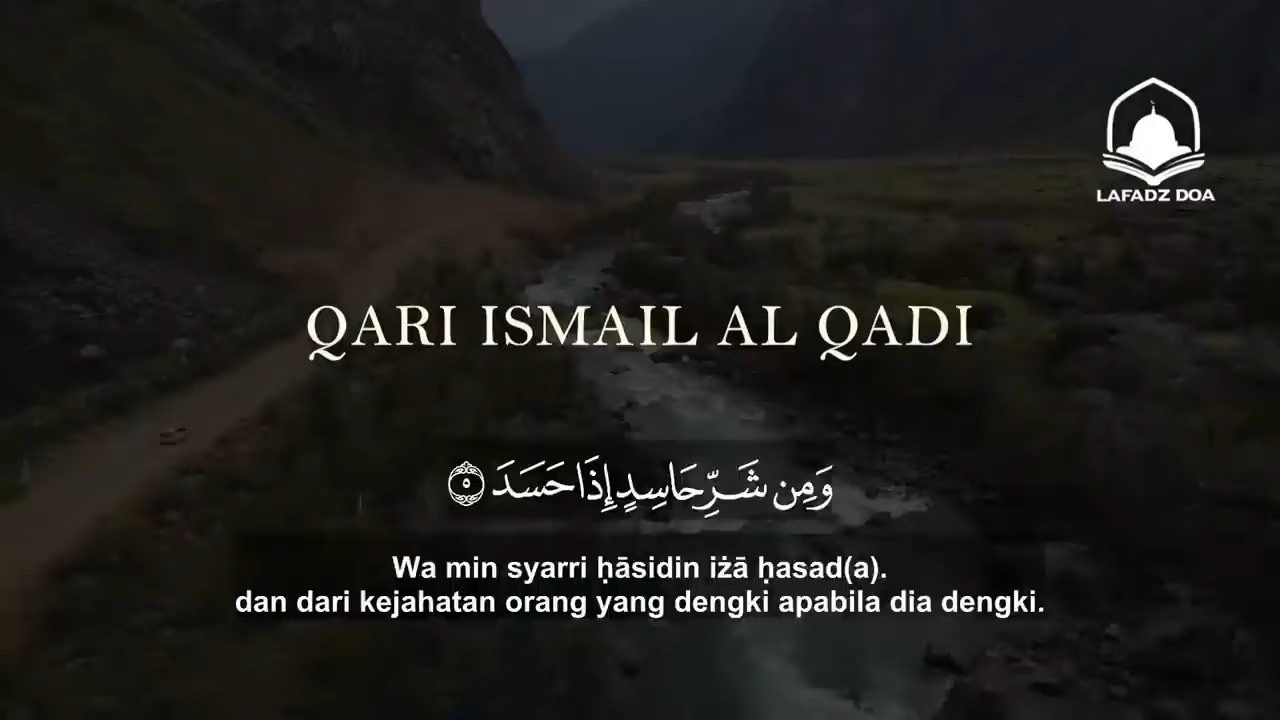 LAFADZ DOA
QARI ISMAIL AL QADI
وَمِن شَرِّ حَاسِدٍ إِذَا حَسَدَ ٥
Wa min syarri ḥāsidin iżā ḥasad(a).
dan dari kejahatan orang yang dengki apabila dia dengki.